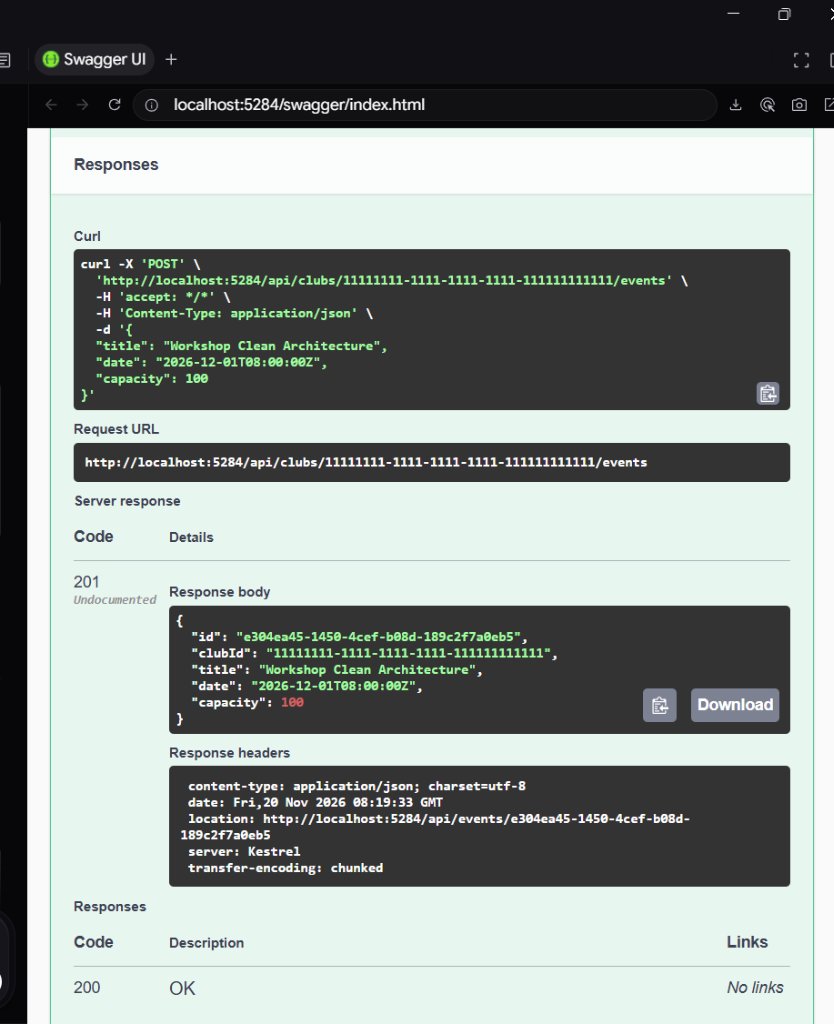 Swagger UI
localhost:5284/swagger/index.html
Responses
Curl
curl -X 'POST' \
'http://localhost:5284/api/clubs/11111111-1111-1111-1111-111111111111/events' \
-H 'accept: */*' \
-H 'Content-Type: application/json' \
-d '{
"title": "Workshop Clean Architecture",
"date": "2026-12-01T08:00:00Z",
"capacity": 100
}'
Request URL
http://localhost:5284/api/clubs/11111111-1111-1111-1111-111111111111/events
Server response
Code Details
201
Undocumented
Response body
{
"id": "e304ea45-1450-4cef-b08d-189c2f7a0eb5",
"clubId": "11111111-1111-1111-1111-111111111111",
"title": "Workshop Clean Architecture",
"date": "2026-12-01T08:00:00Z",
"capacity": 100
}
Download
Response headers
content-type: application/json; charset=utf-8
date: Fri,20 Nov 2026 08:19:33 GMT
location: http://localhost:5284/api/events/e304ea45-1450-4cef-b08d-
189c2f7a0eb5
server: Kestrel
transfer-encoding: chunked
Responses
Code Description Links
200 OK No links